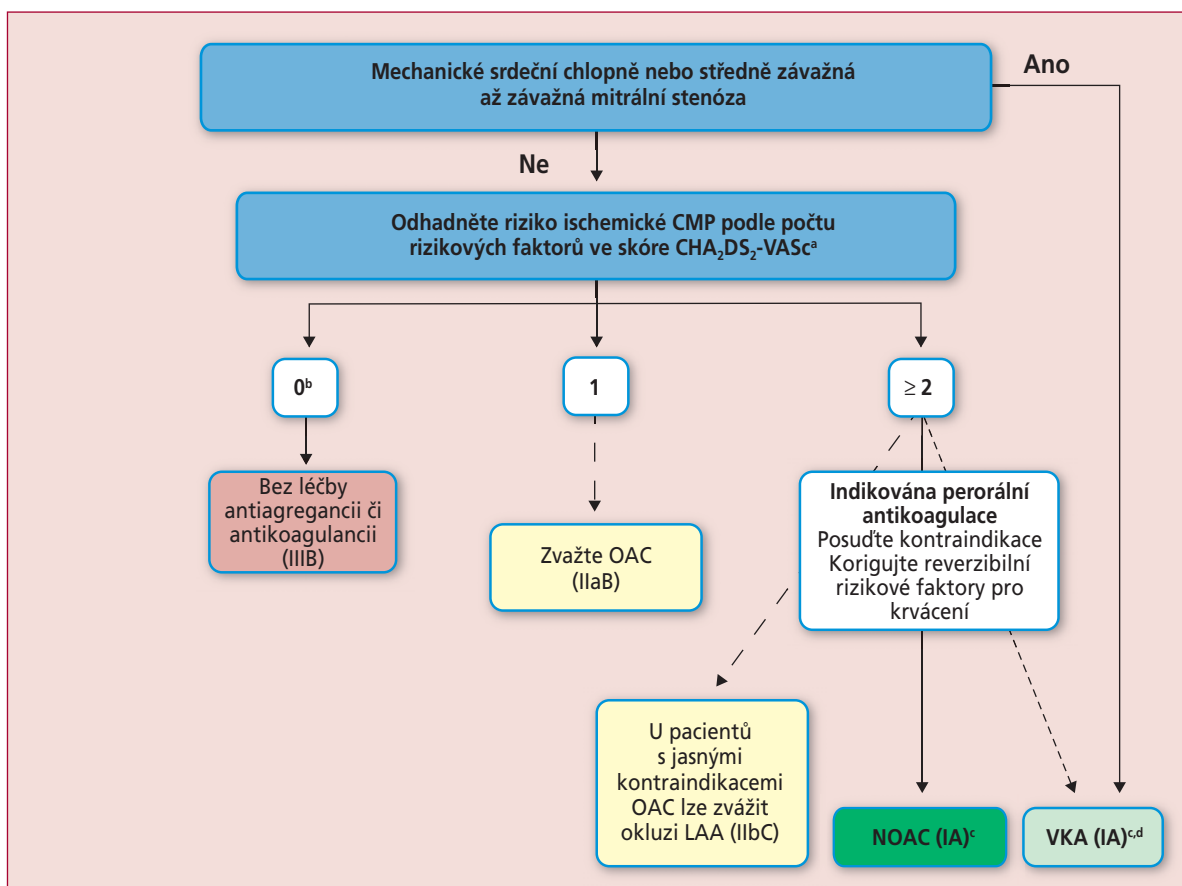 Mechanické srdeční chlopně nebo středně závažná
až závažná mitrální stenóza
Ano
Ne
Odhadněte riziko ischemické CMP podle počtu
rizikových faktorů ve skóre CHA₂DS₂-VAScᵃ
0ᵇ
1
≥ 2
Bez léčby
antiagregancii či
antikoagulancii
(IIIB)
Zvažte OAC
(IIaB)
Indikována perorální
antikoagulace
Posuďte kontraindikace
Korigujte reverzibilní
rizikové faktory pro
krvácení
U pacientů
s jasnými
kontraindikacemi
OAC lze zvážit
okluzi LAA (IIbC)
NOAC (IA)ᶜ
VKA (IA)ᶜ,ᵈ